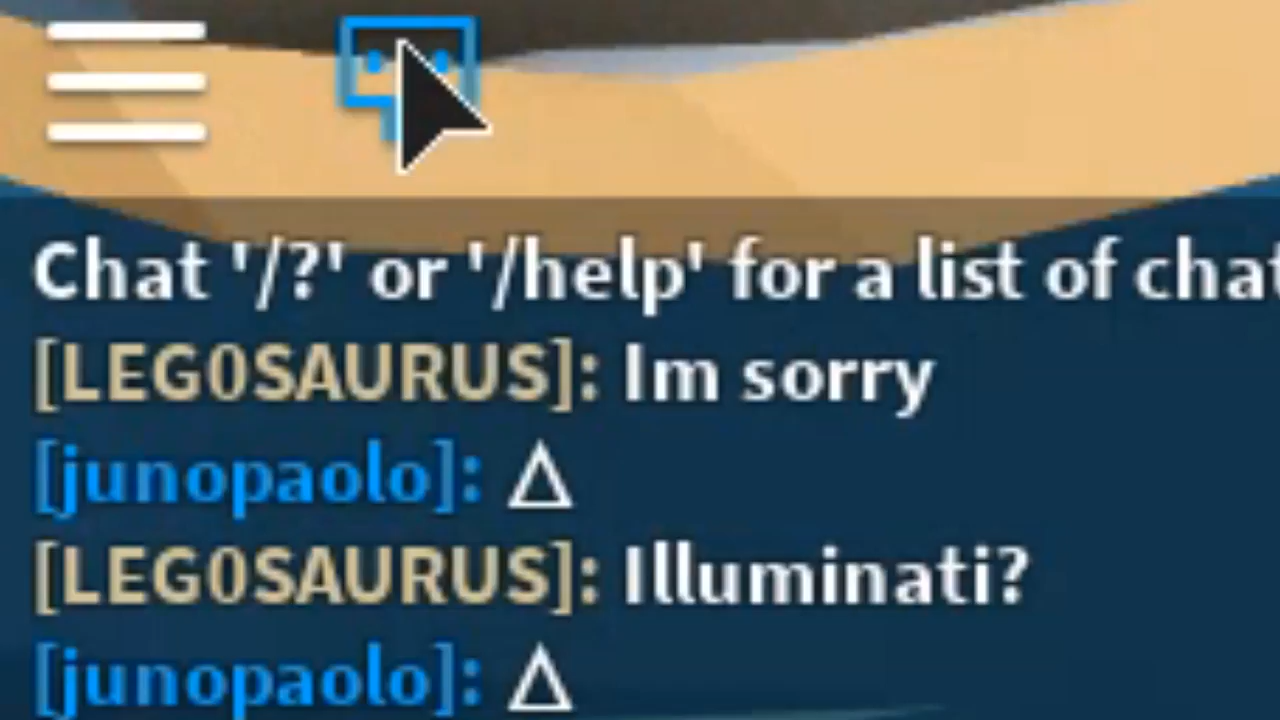 Chat '/?' or '/help' for a list of chat
[LEG0SAURUS]: Im sorry
[junopaolo]: Δ
[LEG0SAURUS]: Illuminati?
[junopaolo]: Δ